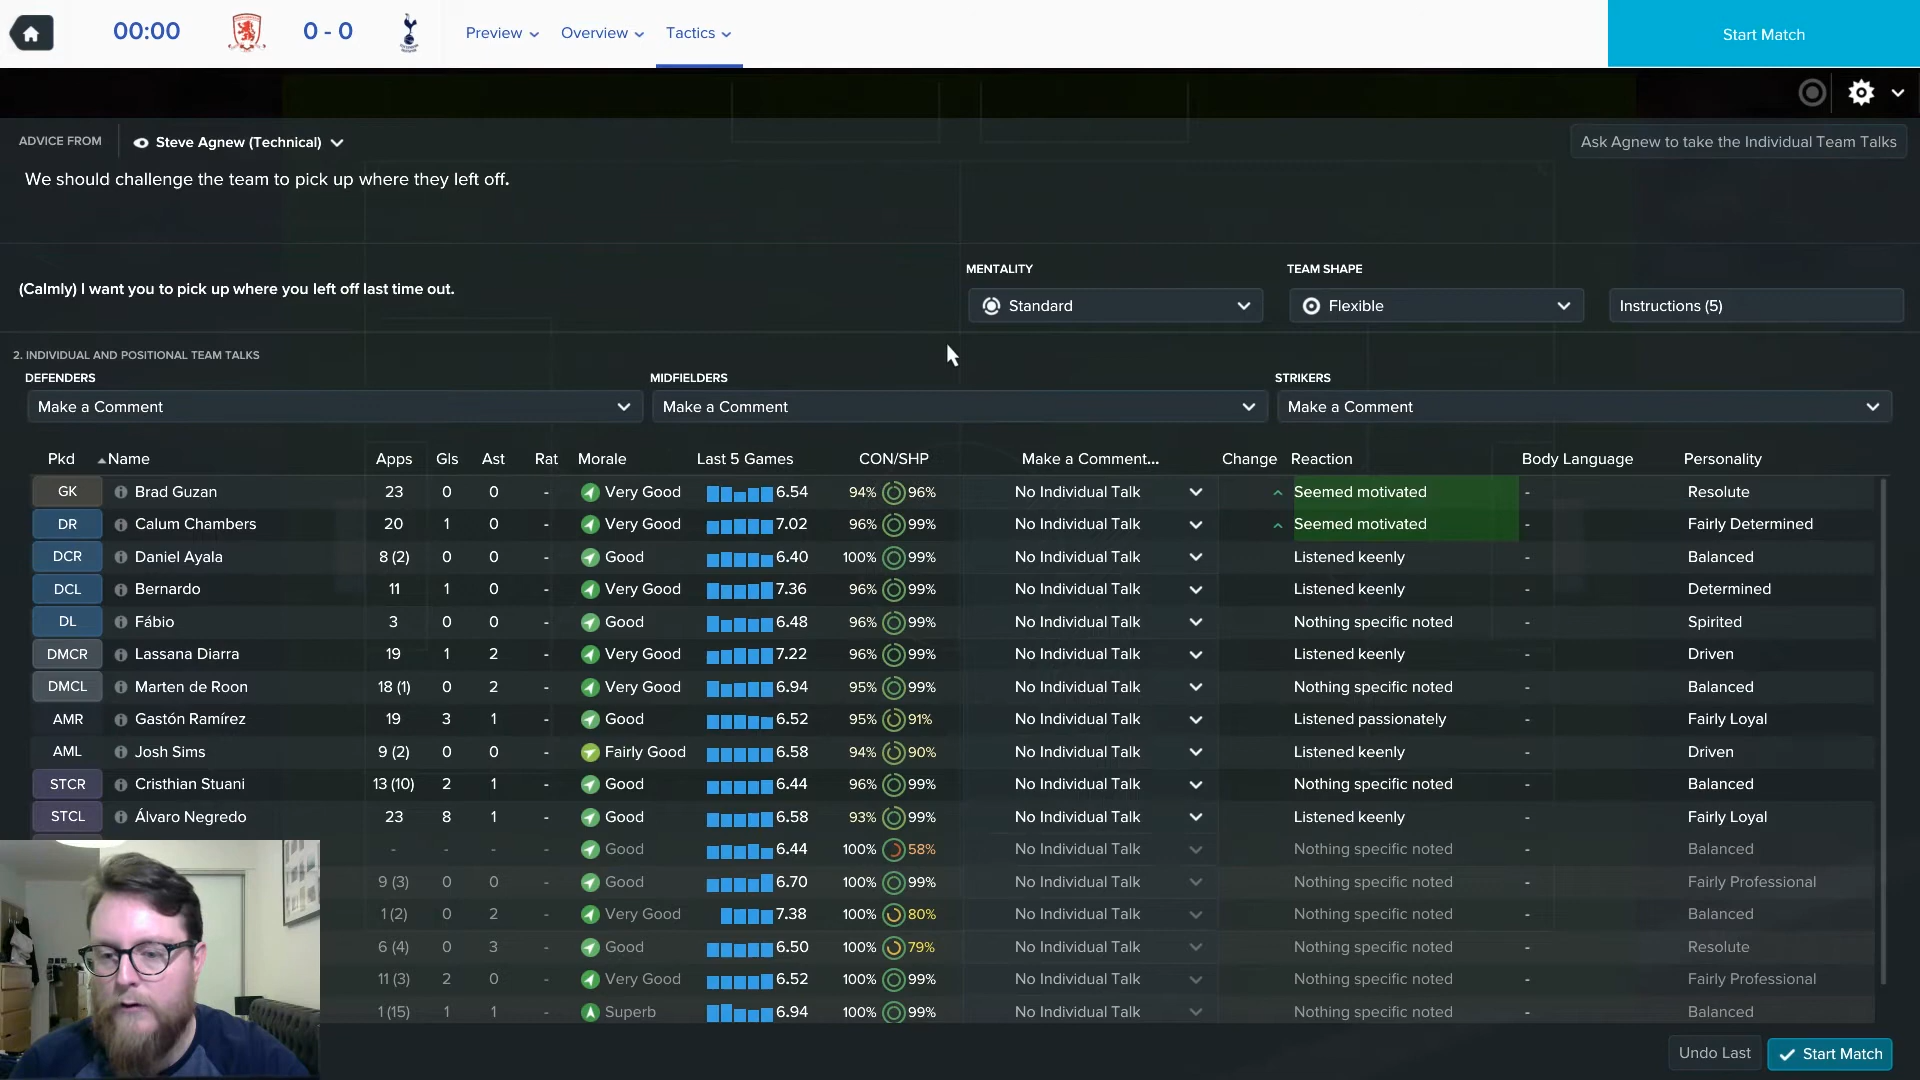 00:00 0 - 0 Preview Overview Tactics Start Match
ADVICE FROM Steve Agnew (Technical) Ask Agnew to take the Individual Team Talks
We should challenge the team to pick up where they left off.
MENTALITY TEAM SHAPE
(Calmly) I want you to pick up where you left off last time out. Standard Flexible Instructions (5)
2. INDIVIDUAL AND POSITIONAL TEAM TALKS
DEFENDERS MIDFIELDERS STRIKERS
Make a Comment Make a Comment Make a Comment
Pkd Name Apps Gls Ast Rat Morale Last 5 Games CON/SHP Make a Comment... Change Reaction Body Language Personality
GK Brad Guzan 23 0 0 - Very Good 6.54 94% 96% No Individual Talk Seemed motivated - Resolute
DR Calum Chambers 20 1 0 - Very Good 7.02 96% 99% No Individual Talk Seemed motivated - Fairly Determined
DCR Daniel Ayala 8 (2) 0 0 - Good 6.40 100% 99% No Individual Talk Listened keenly - Balanced
DCL Bernardo 11 1 0 - Very Good 7.36 96% 99% No Individual Talk Listened keenly - Determined
DL Fábio 3 0 0 - Good 6.48 96% 99% No Individual Talk Nothing specific noted - Spirited
DMCR Lassana Diarra 19 1 2 - Very Good 7.22 96% 99% No Individual Talk Listened keenly - Driven
DMCL Marten de Roon 18 (1) 0 2 - Very Good 6.94 95% 99% No Individual Talk Nothing specific noted - Balanced
AMR Gastón Ramírez 19 3 1 - Good 6.52 95% 91% No Individual Talk Listened passionately - Fairly Loyal
AML Josh Sims 9 (2) 0 0 - Fairly Good 6.58 94% 90% No Individual Talk Listened keenly - Driven
STCR Cristhian Stuani 13 (10) 2 1 - Good 6.44 96% 99% No Individual Talk Nothing specific noted - Balanced
STCL Álvaro Negredo 23 8 1 - Good 6.58 93% 99% No Individual Talk Listened keenly - Fairly Loyal
- - - - Good 6.44 100% 58% No Individual Talk Nothing specific noted - Balanced
9 (3) 0 0 - Good 6.70 100% 99% No Individual Talk Nothing specific noted - Fairly Professional
1 (2) 0 2 - Very Good 7.38 100% 80% No Individual Talk Nothing specific noted - Balanced
6 (4) 0 3 - Good 6.50 100% 79% No Individual Talk Nothing specific noted - Resolute
11 (3) 2 0 - Very Good 6.52 100% 99% No Individual Talk Nothing specific noted - Fairly Professional
1 (15) 1 1 - Superb 6.94 100% 99% No Individual Talk Nothing specific noted - Balanced
Undo Last Start Match